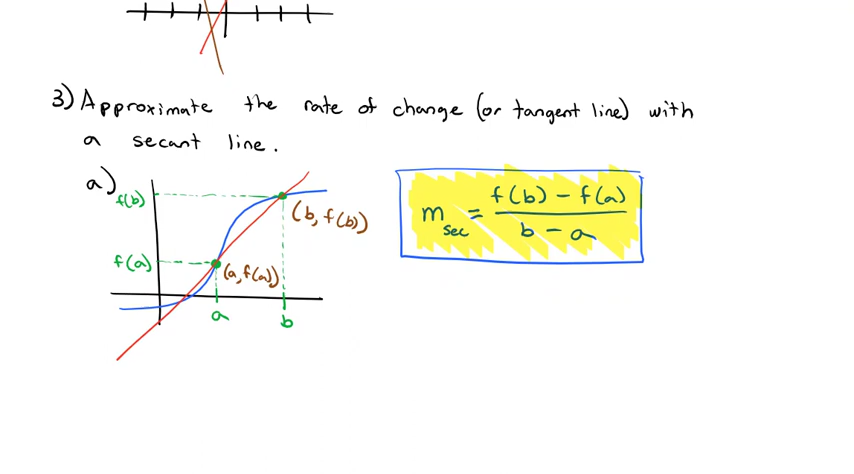 3) Approximate the rate of change (or tangent line) with
a secant line.
a)
f(b)
(b, f(b))
f(a)
(a, f(a))
a
b
m_sec = (f(b) - f(a)) / (b - a)